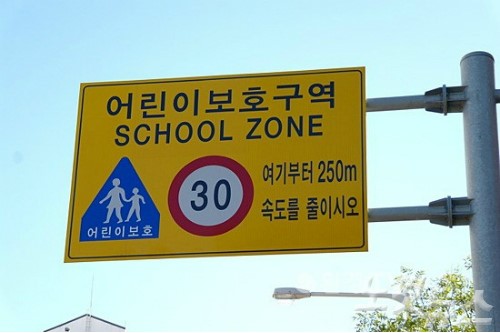 어린이보호구역
SCHOOL ZONE
30
여기부터 250m
속도를 줄이시오
어린이보호